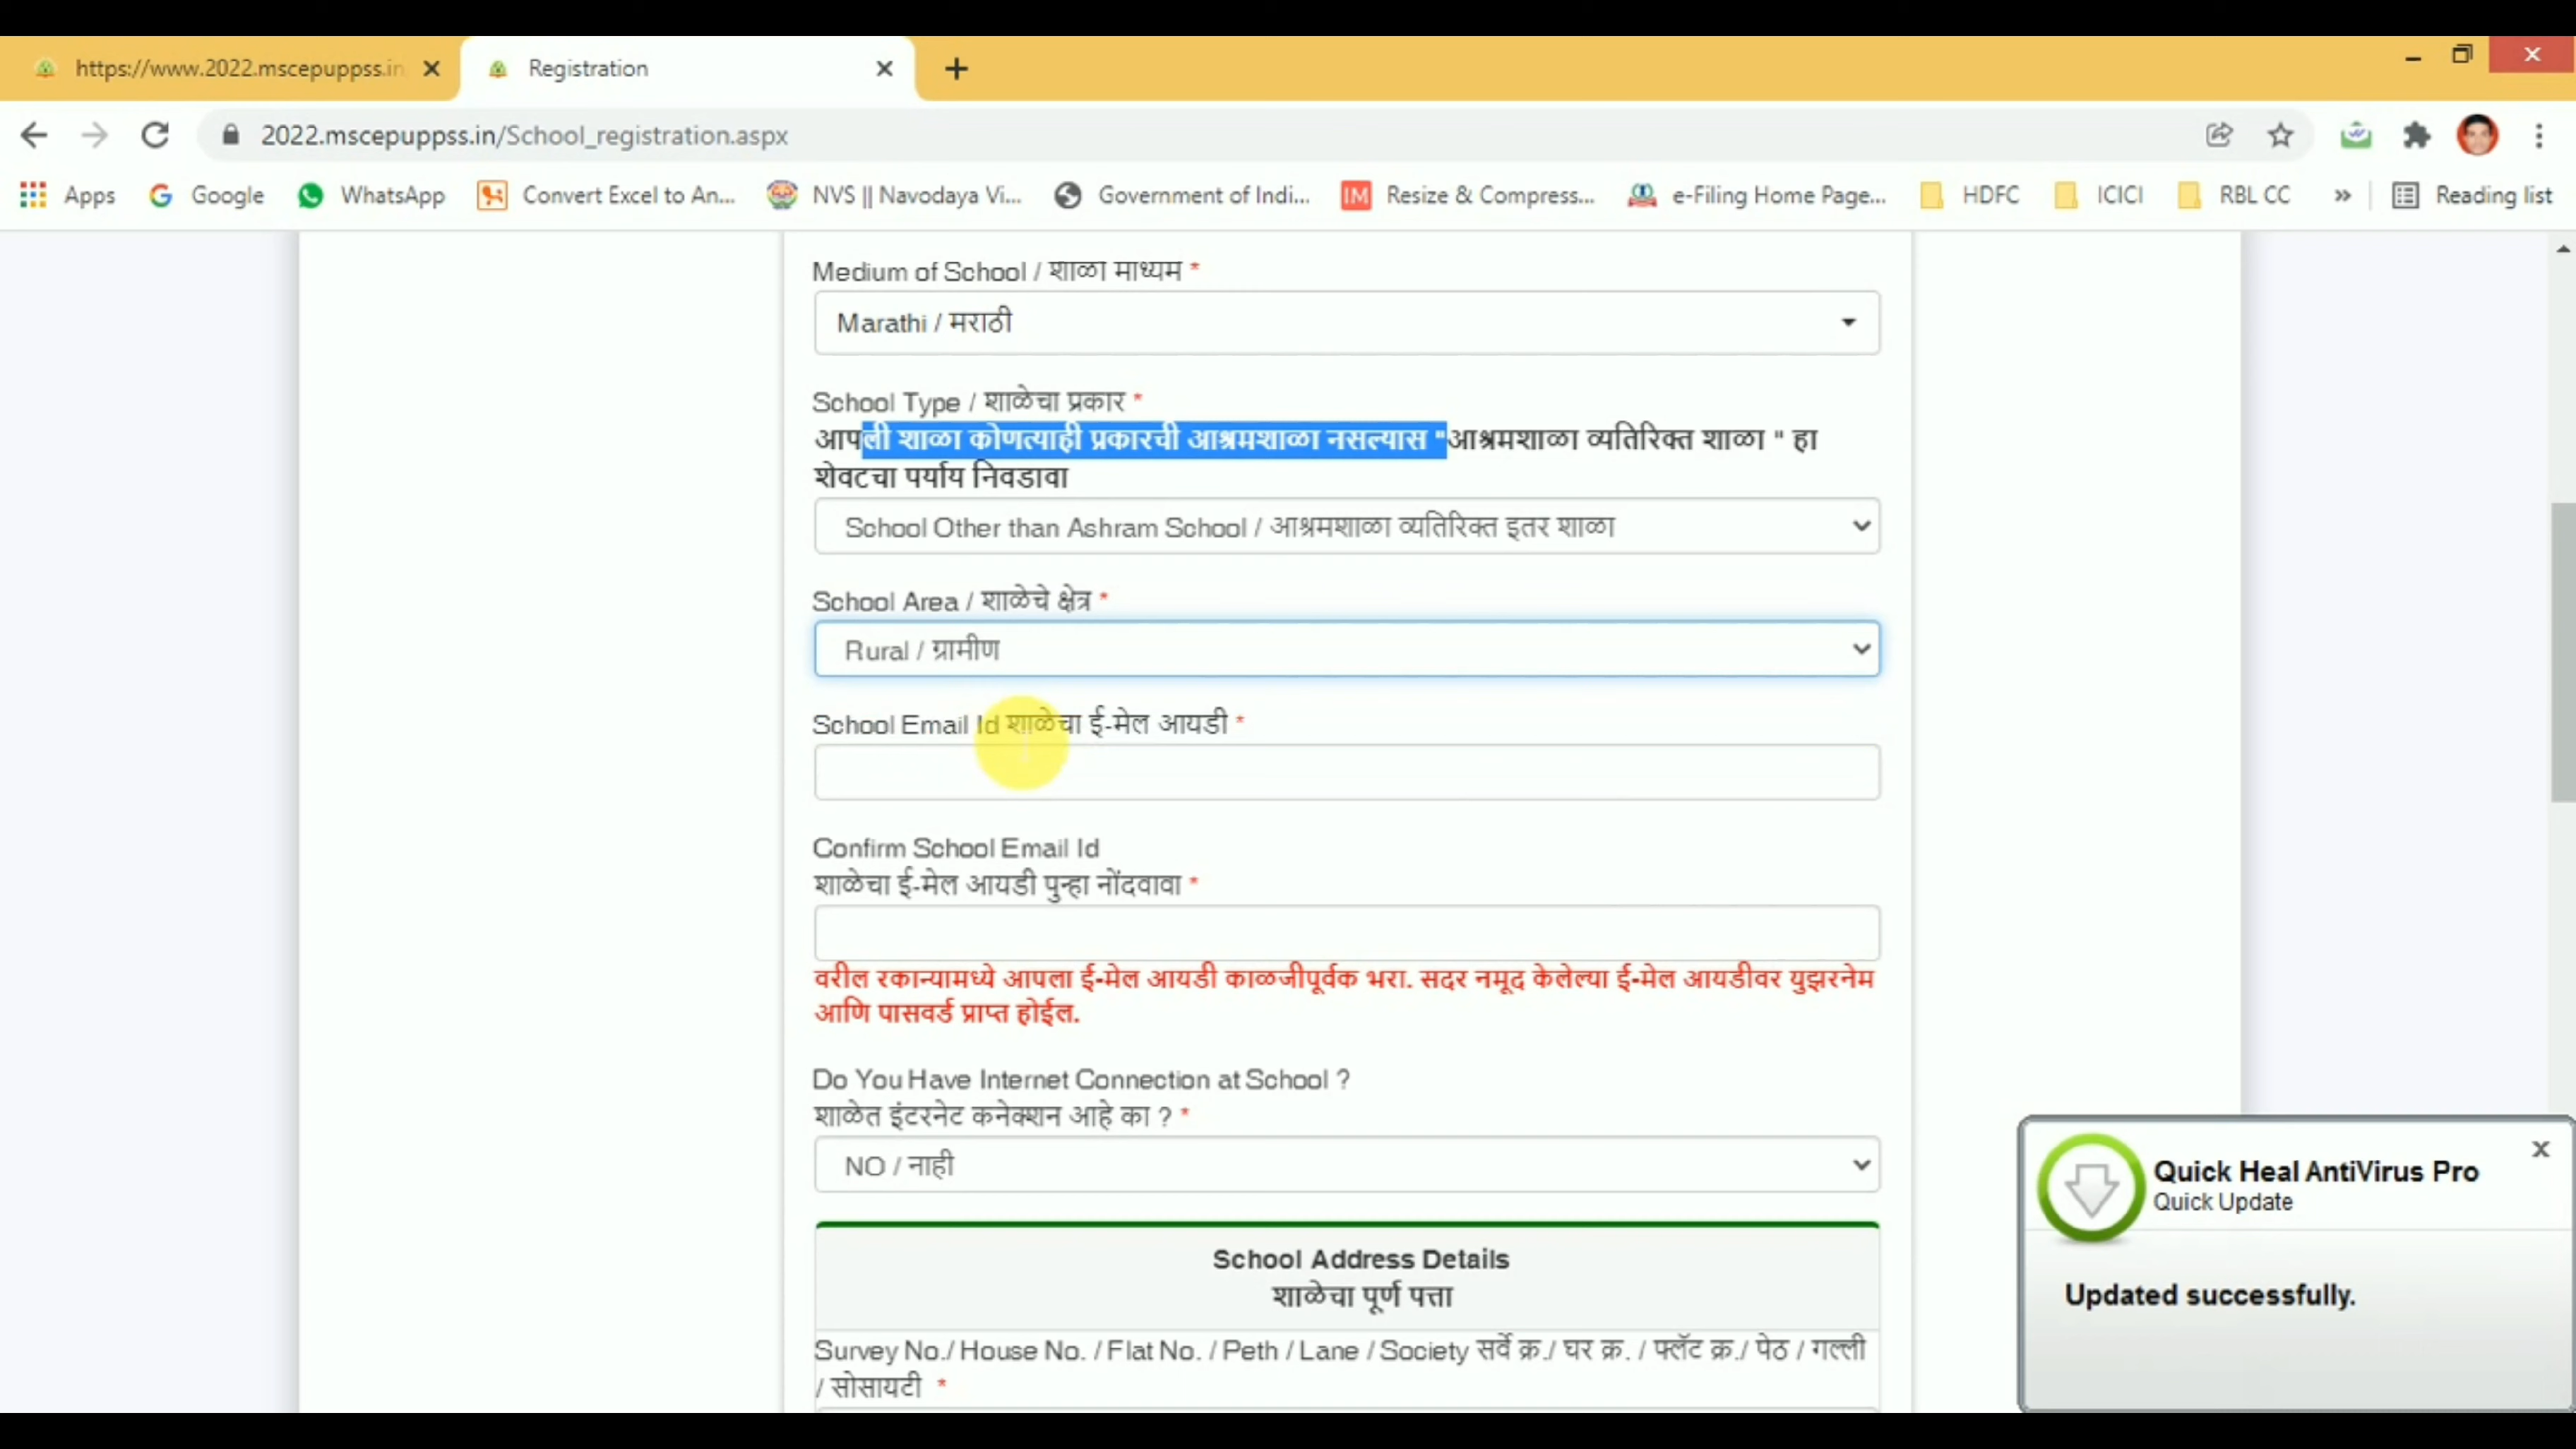 https://www.2022.mscepuppss.in
Registration
2022.mscepuppss.in/School_registration.aspx
Apps Google WhatsApp Convert Excel to An... NVS || Navodaya Vi... Government of Indi... IM Resize & Compress... e-Filing Home Page... HDFC ICICI RBL CC » Reading list
Medium of School / शाळा माध्यम *
Marathi / मराठी
School Type / शाळेचा प्रकार *
आपली शाळा कोणत्याही प्रकारची आश्रमशाळा नसल्यास "आश्रमशाळा व्यतिरिक्त शाळा " हा
शेवटचा पर्याय निवडावा
School Other than Ashram School / आश्रमशाळा व्यतिरिक्त इतर शाळा
School Area / शाळेचे क्षेत्र *
Rural / ग्रामीण
School Email Id शाळेचा ई-मेल आयडी *
Confirm School Email Id
शाळेचा ई-मेल आयडी पुन्हा नोंदवावा *
वरील रकान्यामध्ये आपला ई-मेल आयडी काळजीपूर्वक भरा. सदर नमूद केलेल्या ई-मेल आयडीवर युझरनेम
आणि पासवर्ड प्राप्त होईल.
Do You Have Internet Connection at School ?
शाळेत इंटरनेट कनेक्शन आहे का ? *
NO / नाही
School Address Details
शाळेचा पूर्ण पत्ता
Survey No./ House No. / Flat No. / Peth / Lane / Society सर्वे क्र./ घर क्र. / फ्लॅट क्र./ पेठ / गल्ली
/ सोसायटी *
Quick Heal AntiVirus Pro
Quick Update
Updated successfully.